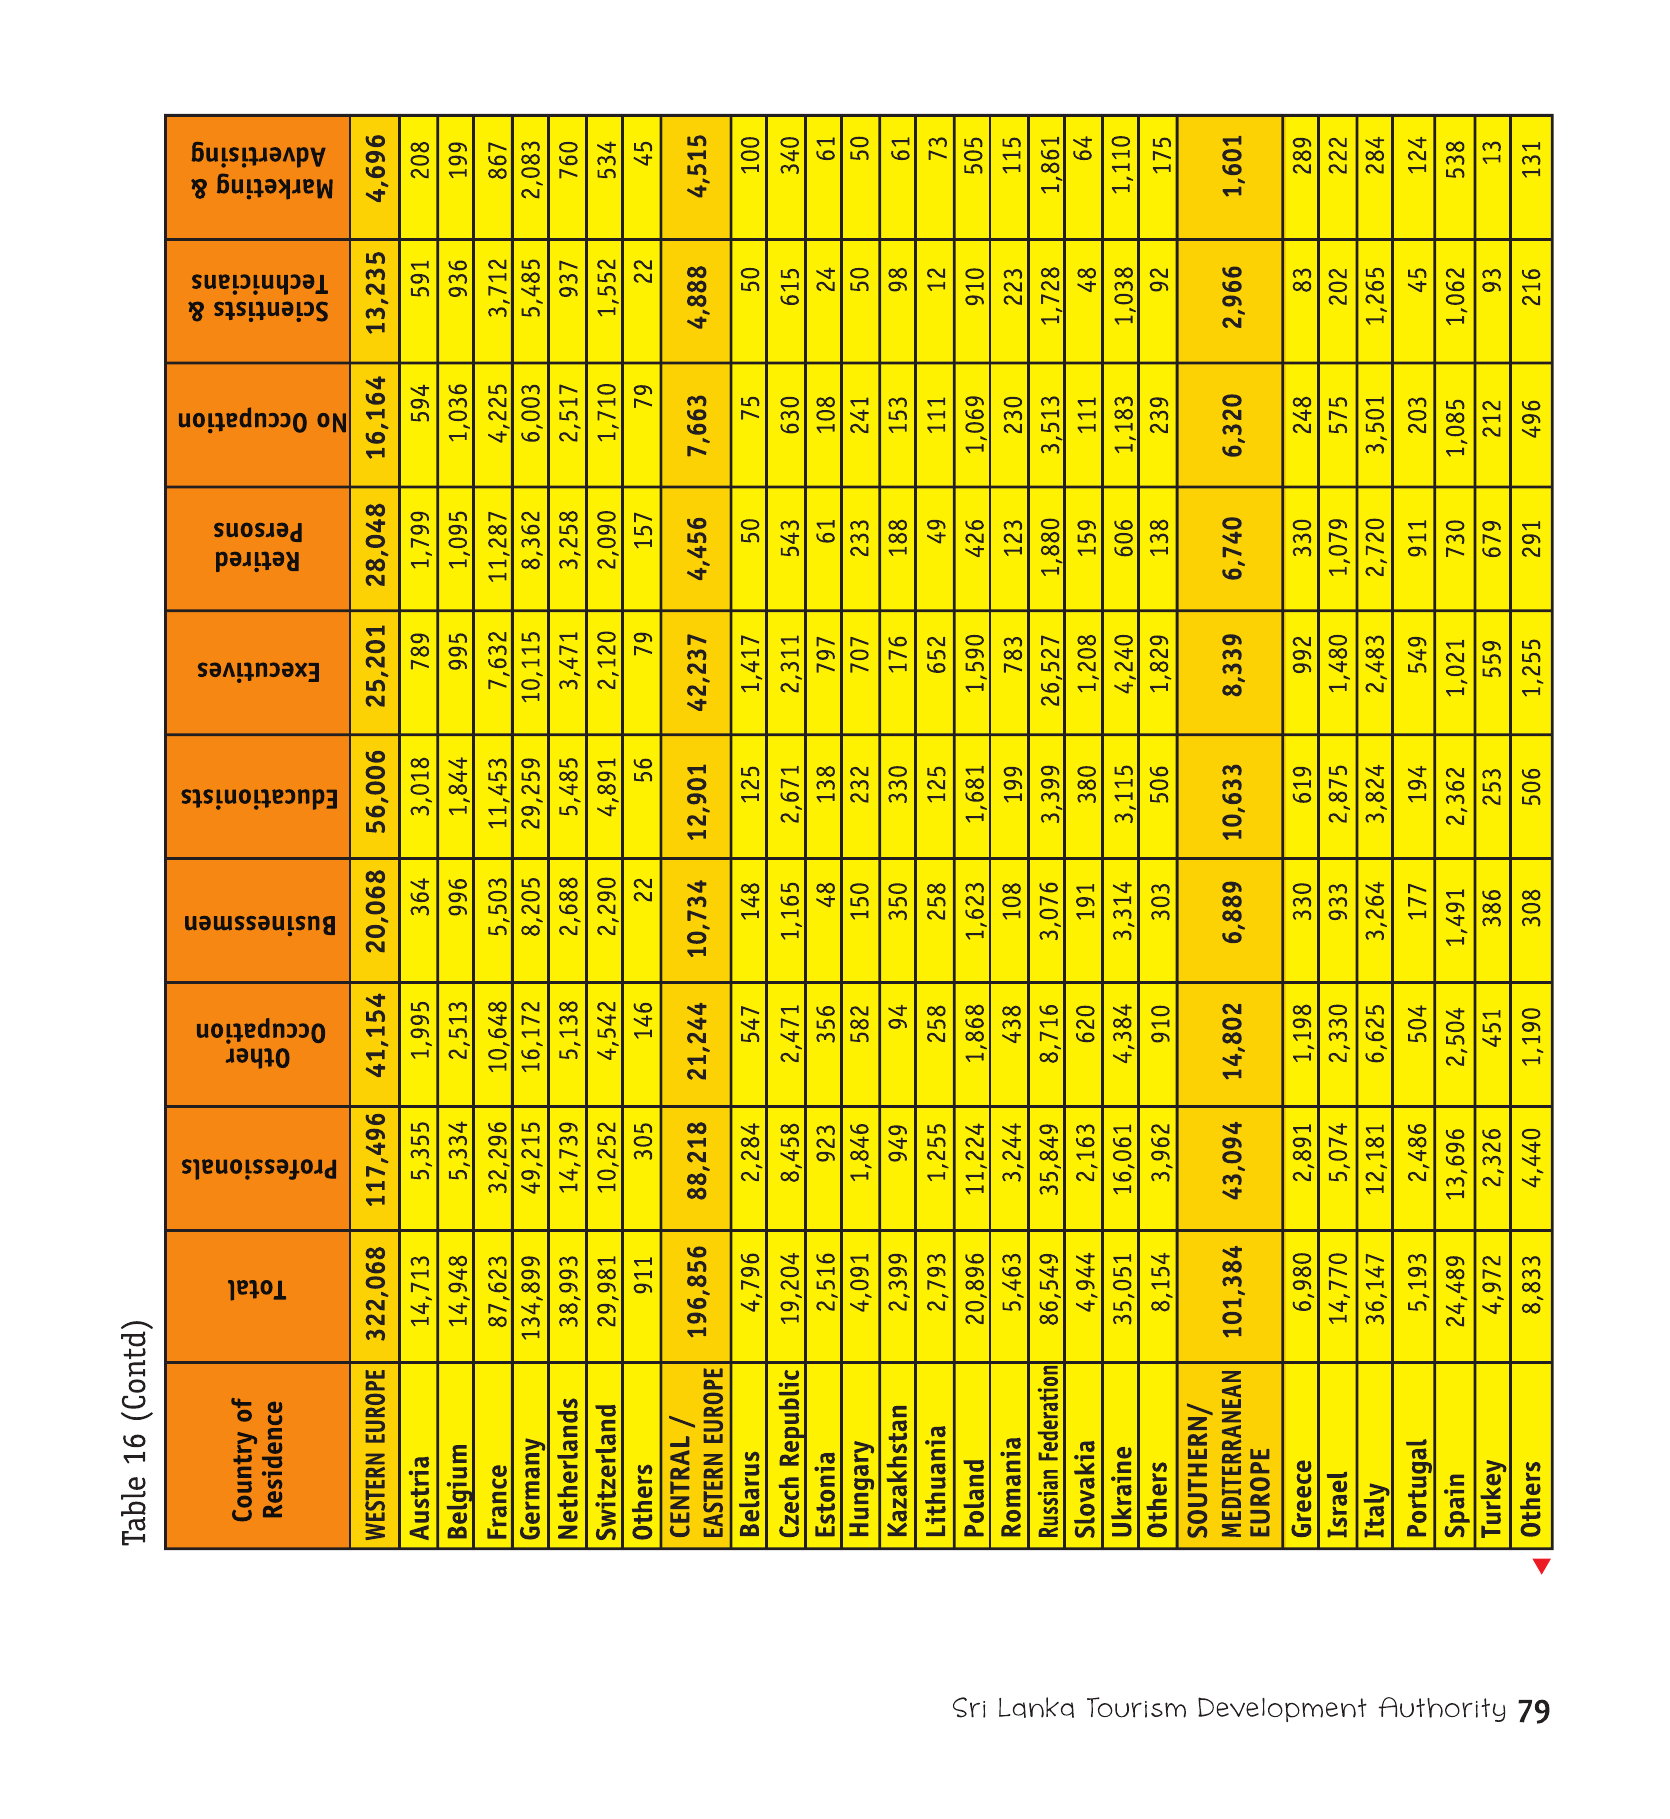 Table 16 (Contd)
Country of Residence | Total | Professionals | Other Occupation | Businessmen | Educationists | Executives | Retired Persons | No Occupation | Scientists & Technicians | Marketing & Advertising
WESTERN EUROPE 322,068 117,496 41,154 20,068 56,006 25,201 28,048 16,164 13,235 4,696
Austria 14,713 5,355 1,995 364 3,018 789 1,799 594 591 208
Belgium 14,948 5,334 2,513 996 1,844 995 1,095 1,036 936 199
France 87,623 32,296 10,648 5,503 11,453 7,632 11,287 4,225 3,712 867
Germany 134,899 49,215 16,172 8,205 29,259 10,115 8,362 6,003 5,485 2,083
Netherlands 38,993 14,739 5,138 2,688 5,485 3,471 3,258 2,517 937 760
Switzerland 29,981 10,252 4,542 2,290 4,891 2,120 2,090 1,710 1,552 534
Others 911 305 146 22 56 79 157 79 22 45
CENTRAL / EASTERN EUROPE 196,856 88,218 21,244 10,734 12,901 42,237 4,456 7,663 4,888 4,515
Belarus 4,796 2,284 547 148 125 1,417 50 75 50 100
Czech Republic 19,204 8,458 2,471 1,165 2,671 2,311 543 630 615 340
Estonia 2,516 923 356 48 138 797 61 108 24 61
Hungary 4,091 1,846 582 150 232 707 233 241 50 50
Kazakhstan 2,399 949 94 350 330 176 188 153 98 61
Lithuania 2,793 1,255 258 258 125 652 49 111 12 73
Poland 20,896 11,224 1,868 1,623 1,681 1,590 426 1,069 910 505
Romania 5,463 3,244 438 108 199 783 123 230 223 115
Russian Federation 86,549 35,849 8,716 3,076 3,399 26,527 1,880 3,513 1,728 1,861
Slovakia 4,944 2,163 620 191 380 1,208 159 111 48 64
Ukraine 35,051 16,061 4,384 3,314 3,115 4,240 606 1,183 1,038 1,110
Others 8,154 3,962 910 303 506 1,829 138 239 92 175
SOUTHERN/ MEDITERRANEAN EUROPE 101,384 43,094 14,802 6,889 10,633 8,339 6,740 6,320 2,966 1,601
Greece 6,980 2,891 1,198 330 619 992 330 248 83 289
Israel 14,770 5,074 2,330 933 2,875 1,480 1,079 575 202 222
Italy 36,147 12,181 6,625 3,264 3,824 2,483 2,720 3,501 1,265 284
Portugal 5,193 2,486 504 177 194 549 911 203 45 124
Spain 24,489 13,696 2,504 1,491 2,362 1,021 730 1,085 1,062 538
Turkey 4,972 2,326 451 386 253 559 679 212 93 13
Others 8,833 4,440 1,190 308 506 1,255 291 496 216 131
Sri Lanka Tourism Development Authority 79